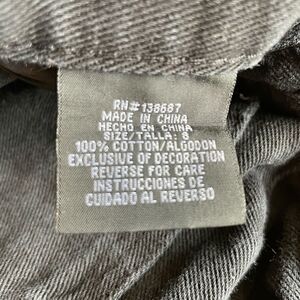 RN#138687
MADE IN CHINA
HECHO EN CHINA
SIZE/TALLA: 8
100% COTTON/ALGODON
EXCLUSIVE OF DECORATION
REVERSE FOR CARE
INSTRUCCIONES DE
CUIDADO AL REVERSO